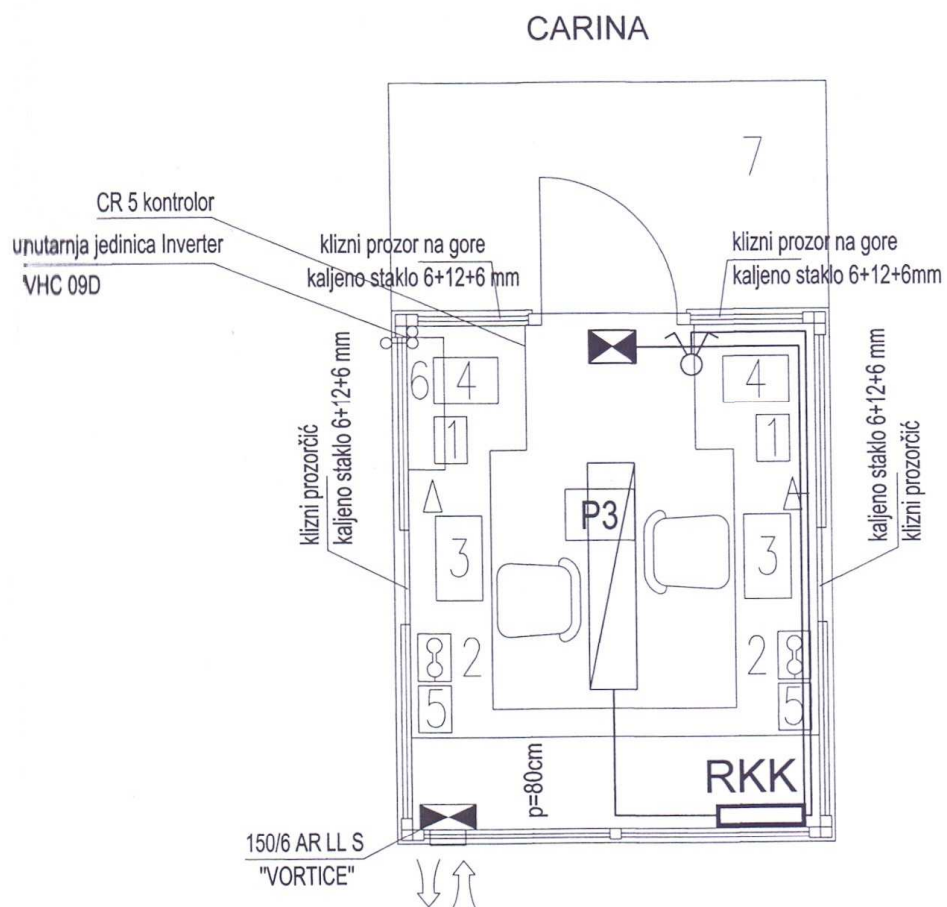 CARINA
7
CR 5 kontrolor
unutarnja jedinica Inverter
VHC 09D
klizni prozor na gore
kaljeno staklo 6+12+6 mm
klizni prozor na gore
kaljeno staklo 6+12+6mm
6
4
4
1
1
klizni prozorčić
kaljeno staklo 6+12+6 mm
kaljeno staklo 6+12+6 mm
klizni prozorčić
P3
3
3
2
2
5
5
p=80cm
RKK
150/6 AR LL S
"VORTICE"